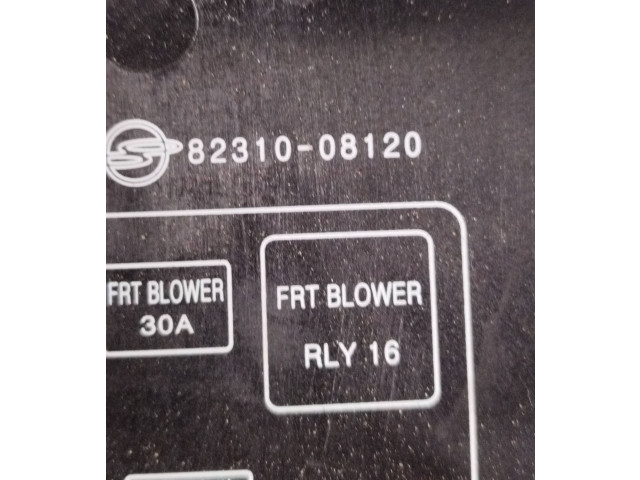 82310-08120
FRT BLOWER
30A
FRT BLOWER
RLY 16